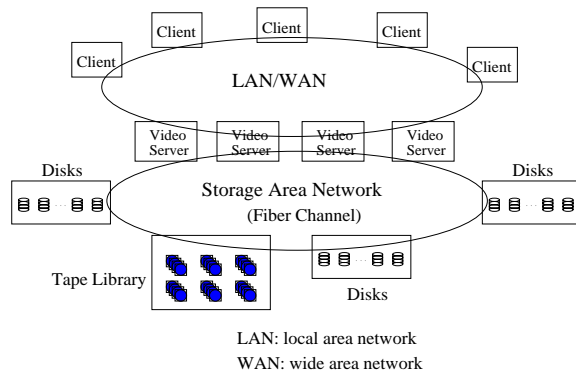 Client
Client
Client
Client
Client
LAN/WAN
Video
Server
Video
Server
Video
Server
Video
Server
Disks
Disks
Storage Area Network
(Fiber Channel)
Tape Library
Disks
LAN: local area network
WAN: wide area network